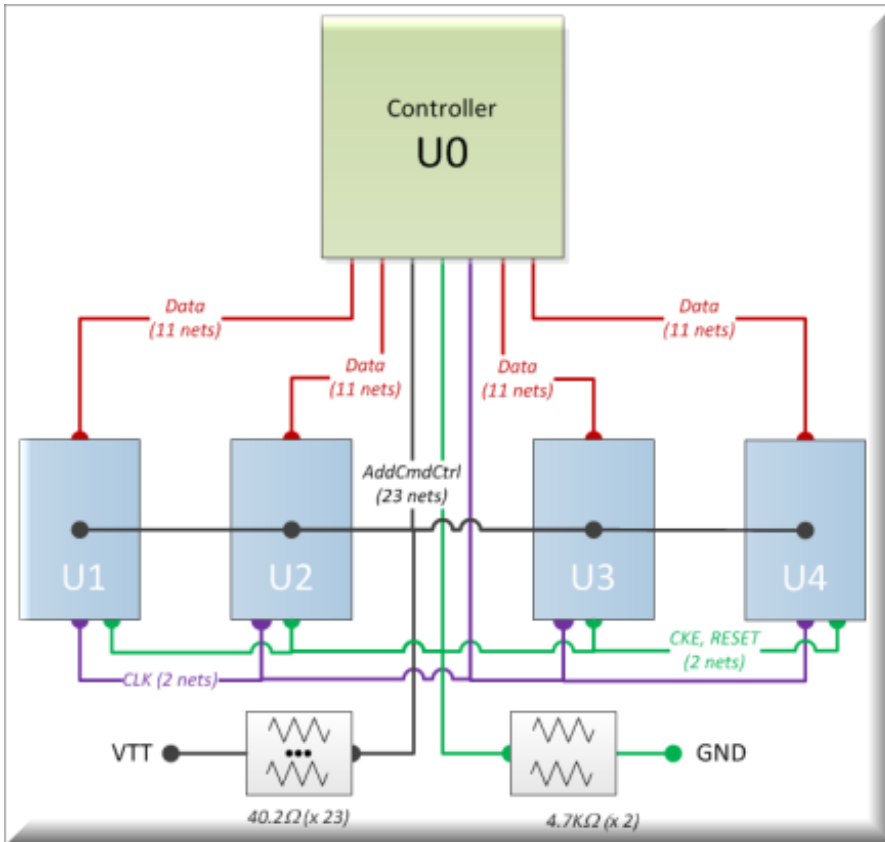 Controller
U0
Data
(11 nets)
Data
(11 nets)
Data
(11 nets)
Data
(11 nets)
AddCmdCtrl
(23 nets)
U1
U2
U3
U4
CKE, RESET
(2 nets)
CLK (2 nets)
VTT
GND
40.2Ω (x 23)
4.7KΩ (x 2)